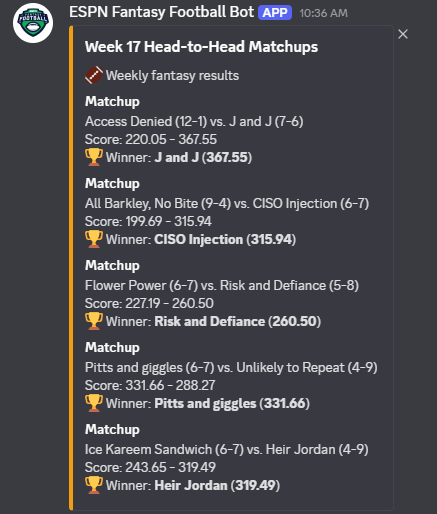 ESPN Fantasy Football Bot APP 10:36 AM
Week 17 Head-to-Head Matchups
🏈 Weekly fantasy results
Matchup
Access Denied (12-1) vs. J and J (7-6)
Score: 220.05 - 367.55
🏆 Winner: J and J (367.55)
Matchup
All Barkley, No Bite (9-4) vs. CISO Injection (6-7)
Score: 199.69 - 315.94
🏆 Winner: CISO Injection (315.94)
Matchup
Flower Power (6-7) vs. Risk and Defiance (5-8)
Score: 227.19 - 260.50
🏆 Winner: Risk and Defiance (260.50)
Matchup
Pitts and giggles (6-7) vs. Unlikely to Repeat (4-9)
Score: 331.66 - 288.27
🏆 Winner: Pitts and giggles (331.66)
Matchup
Ice Kareem Sandwich (6-7) vs. Heir Jordan (4-9)
Score: 243.65 - 319.49
🏆 Winner: Heir Jordan (319.49)